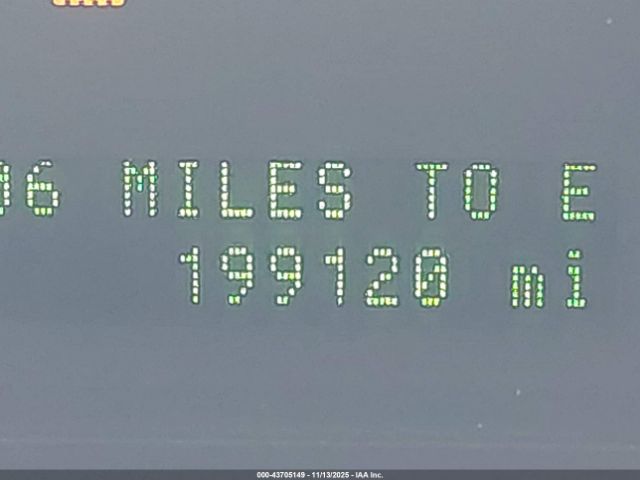 06 MILES TO E
199120 mi
000-43705149 - 11/13/2025 - IAA Inc.